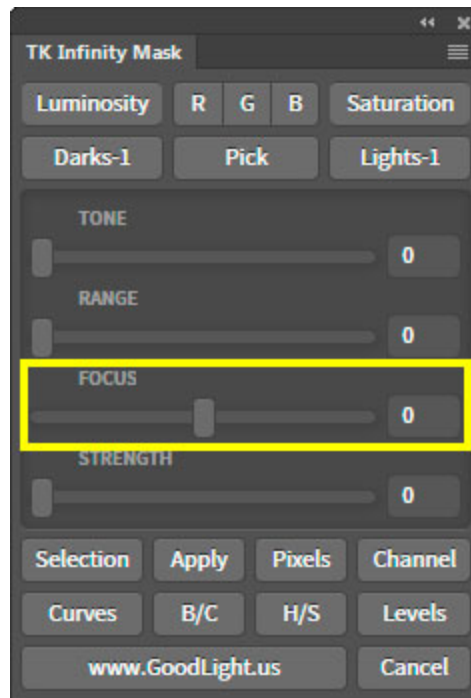 TK Infinity Mask
Luminosity R G B Saturation
Darks-1 Pick Lights-1
TONE
0
RANGE
0
FOCUS
0
STRENGTH
0
Selection Apply Pixels Channel
Curves B/C H/S Levels
www.GoodLight.us Cancel